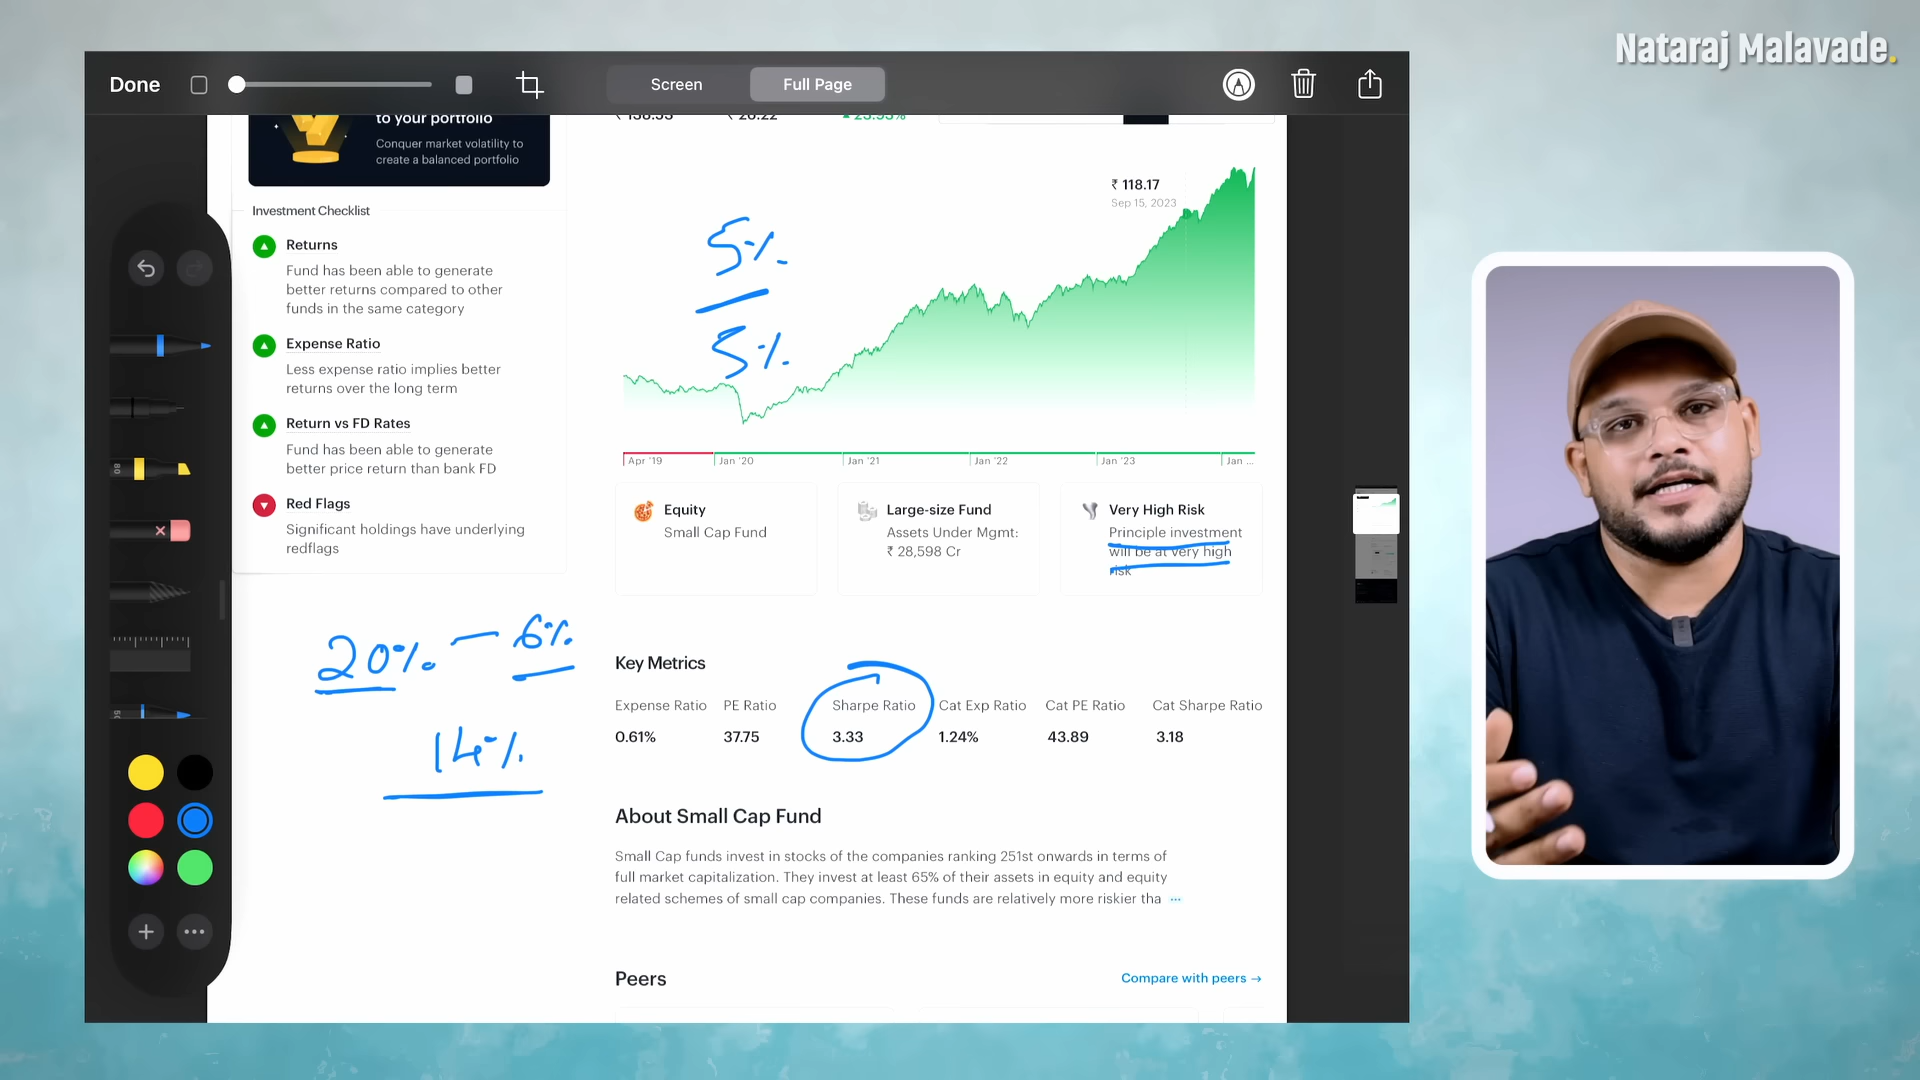 Nataraj Malavade.
Done
Screen
Full Page
to your portfolio
Conquer market volatility to
create a balanced portfolio
Investment Checklist
Returns
Fund has been able to generate
better returns compared to other
funds in the same category
Expense Ratio
Less expense ratio implies better
returns over the long term
Return vs FD Rates
Fund has been able to generate
better price return than bank FD
Red Flags
Significant holdings have underlying
redflags
20% - 6%
14%
₹ 118.17
Sep 15, 2023
5%
5%
Apr '19
Jan '20
Jan '21
Jan '22
Jan '23
Jan ...
Equity
Small Cap Fund
Large-size Fund
Assets Under Mgmt:
₹ 28,598 Cr
Very High Risk
Principle investment
will be at very high
risk
Key Metrics
Expense Ratio PE Ratio Sharpe Ratio Cat Exp Ratio Cat PE Ratio Cat Sharpe Ratio
0.61% 37.75 3.33 1.24% 43.89 3.18
About Small Cap Fund
Small Cap funds invest in stocks of the companies ranking 251st onwards in terms of
full market capitalization. They invest at least 65% of their assets in equity and equity
related schemes of small cap companies. These funds are relatively more riskier tha ...
Peers
Compare with peers →
80